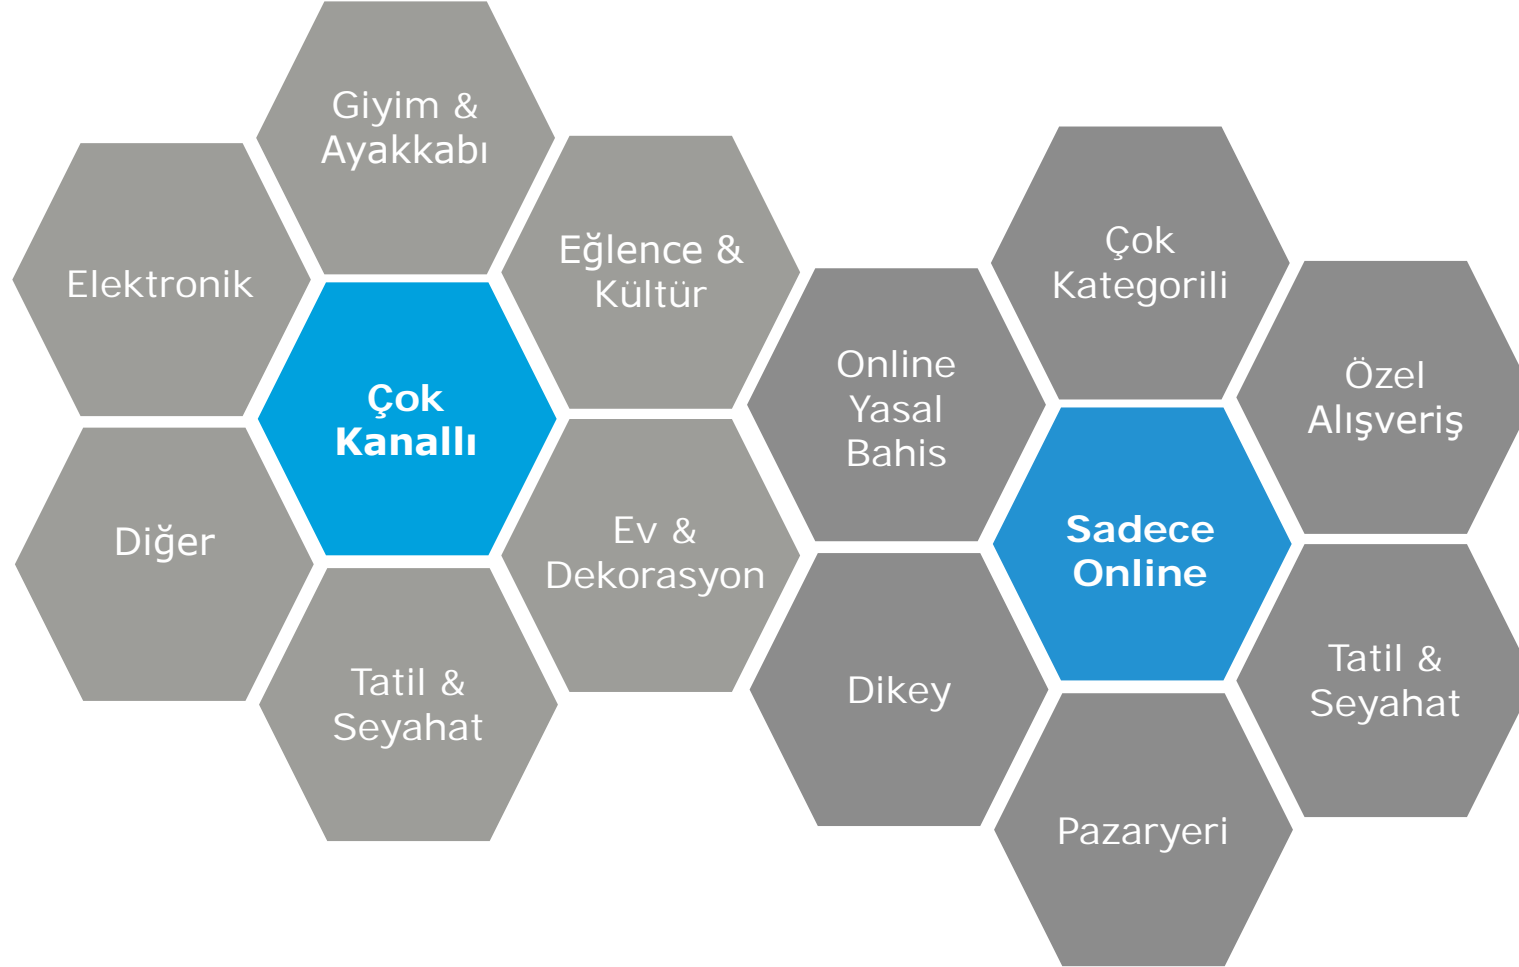 Giyim &
Ayakkabı
Elektronik
Eğlence &
Kültür
Çok
Kanallı
Diğer
Ev &
Dekorasyon
Tatil &
Seyahat
Çok
Kategorili
Online
Yasal
Bahis
Özel
Alışveriş
Sadece
Online
Dikey
Tatil &
Seyahat
Pazaryeri